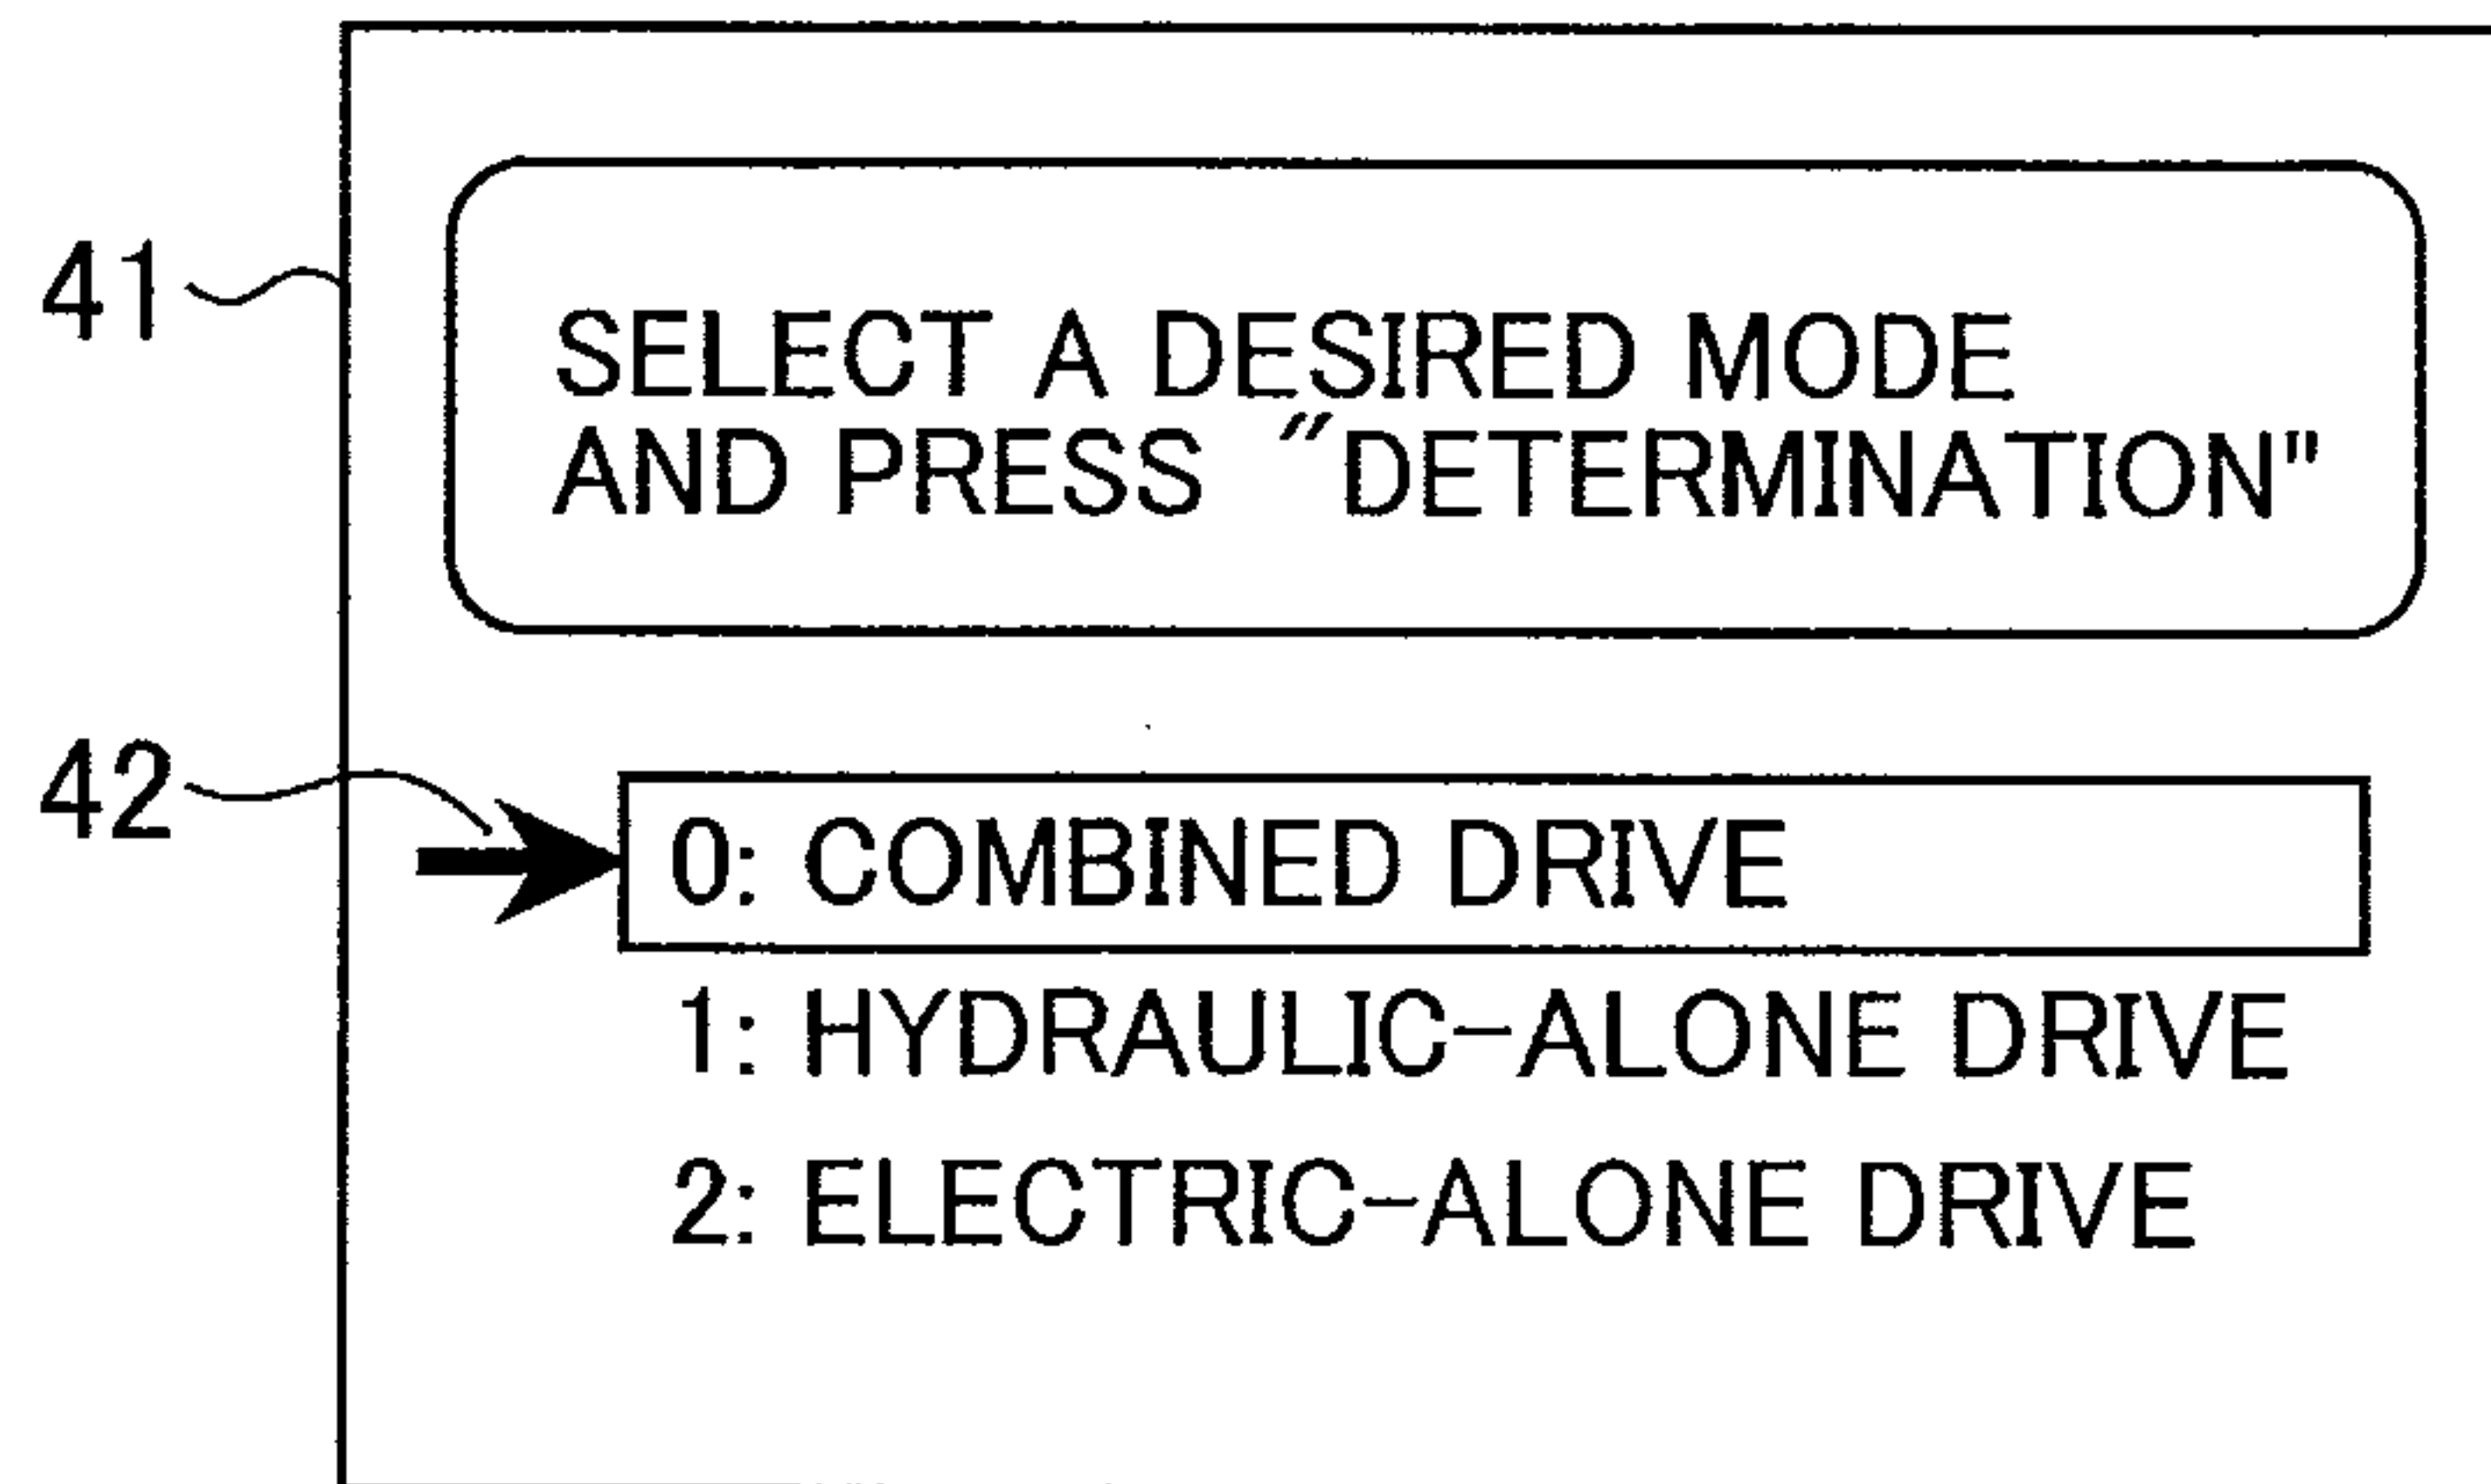 41
SELECT A DESIRED MODE
AND PRESS "DETERMINATION"
42
0: COMBINED DRIVE
1: HYDRAULIC-ALONE DRIVE
2: ELECTRIC-ALONE DRIVE